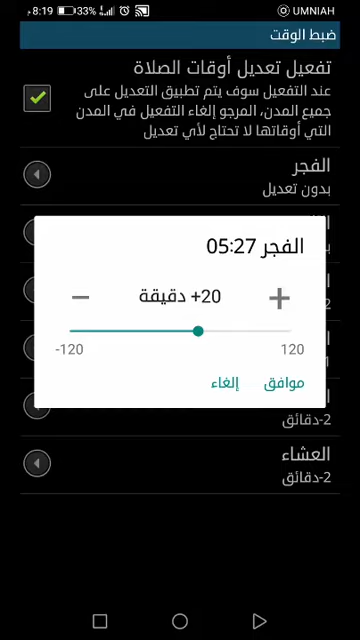 8:19 م 33% UMNIAH
ضبط الوقت
تفعيل تعديل أوقات الصلاة
عند التفعيل سوف يتم تطبيق التعديل على
جميع المدن، المرجو إلغاء التفعيل في المدن
التي أوقاتها لا تحتاج لأي تعديل
الفجر
بدون تعديل
الفجر 05:27
+20 دقيقة
-120
120
موافق
إلغاء
2-دقائق
العشاء
2-دقائق